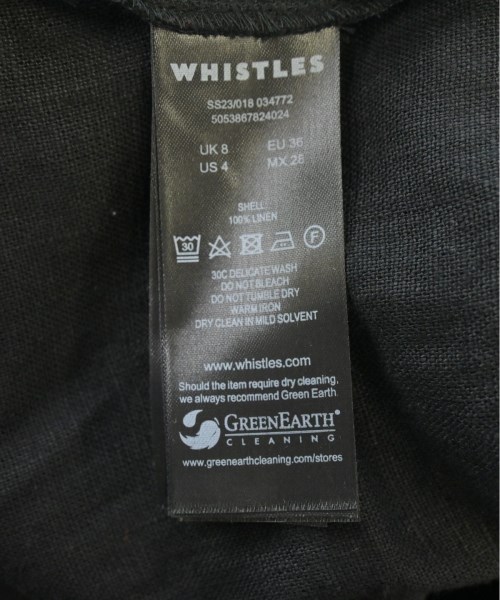 WHISTLES
SS23/018 034772
5053867824024
UK 8 EU 36
US 4 MX 28
SHELL:
100% LINEN
30 F
30C DELICATE WASH
DO NOT BLEACH
DO NOT TUMBLE DRY
WARM IRON
DRY CLEAN IN MILD SOLVENT
www.whistles.com
Should the item require dry cleaning,
we always recommend Green Earth
GREENEARTH®
CLEANING
www.greenearthcleaning.com/stores